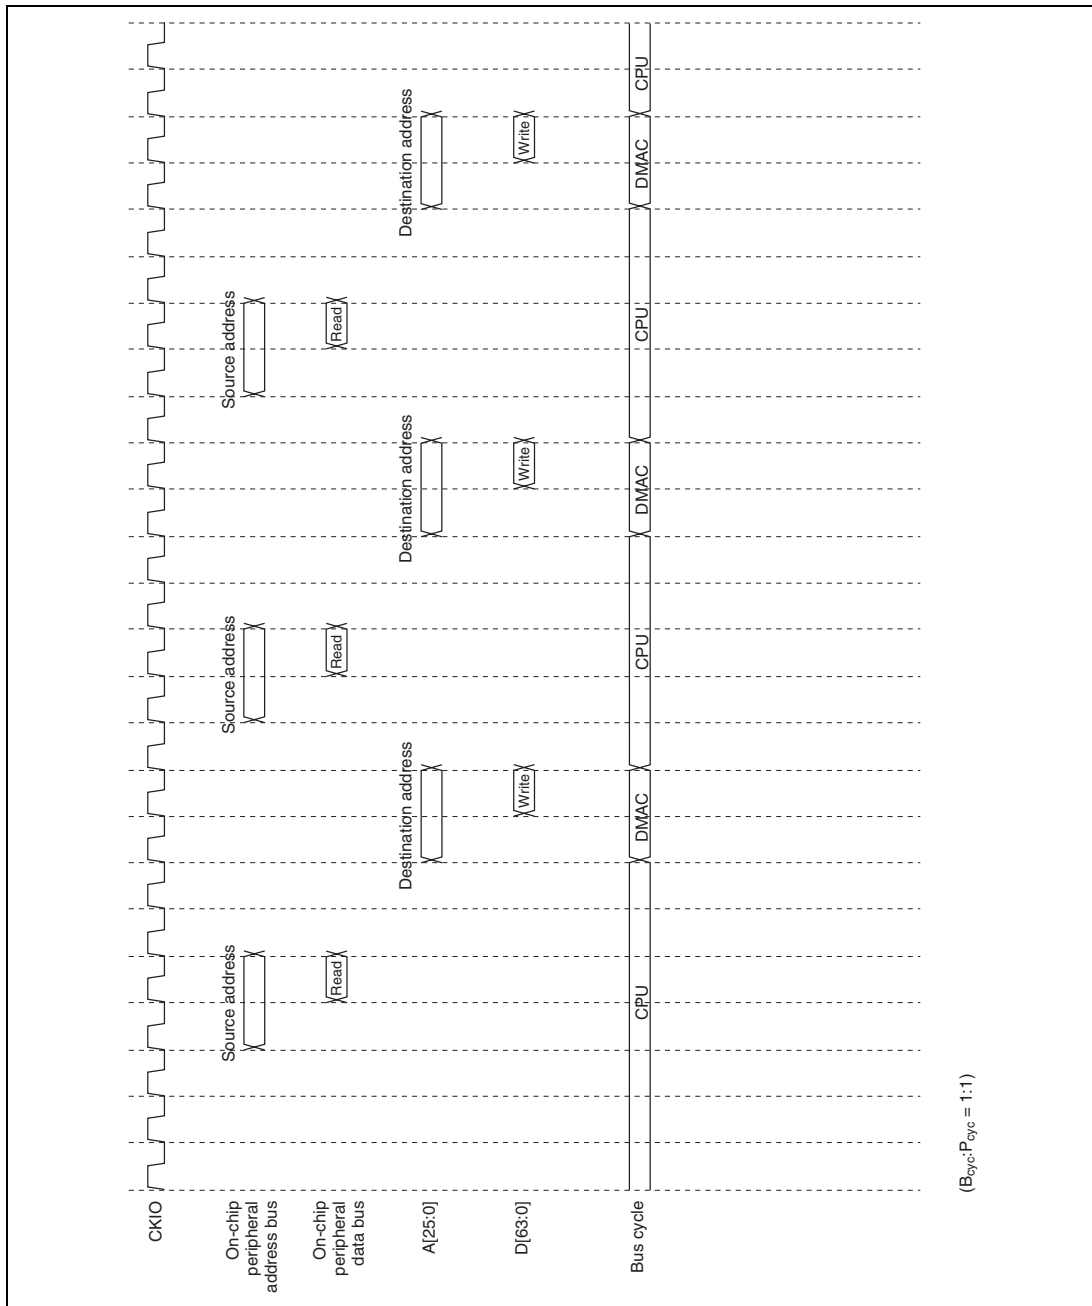 CKIO
On-chip
peripheral
address bus
Source address
Source address
Source address
On-chip
peripheral
data bus
Read
Read
Read
A[25:0]
Destination address
Destination address
Destination address
D[63:0]
Write
Write
Write
Bus cycle
CPU
DMAC
CPU
DMAC
CPU
DMAC
CPU
(Bcyc:Pcyc = 1:1)